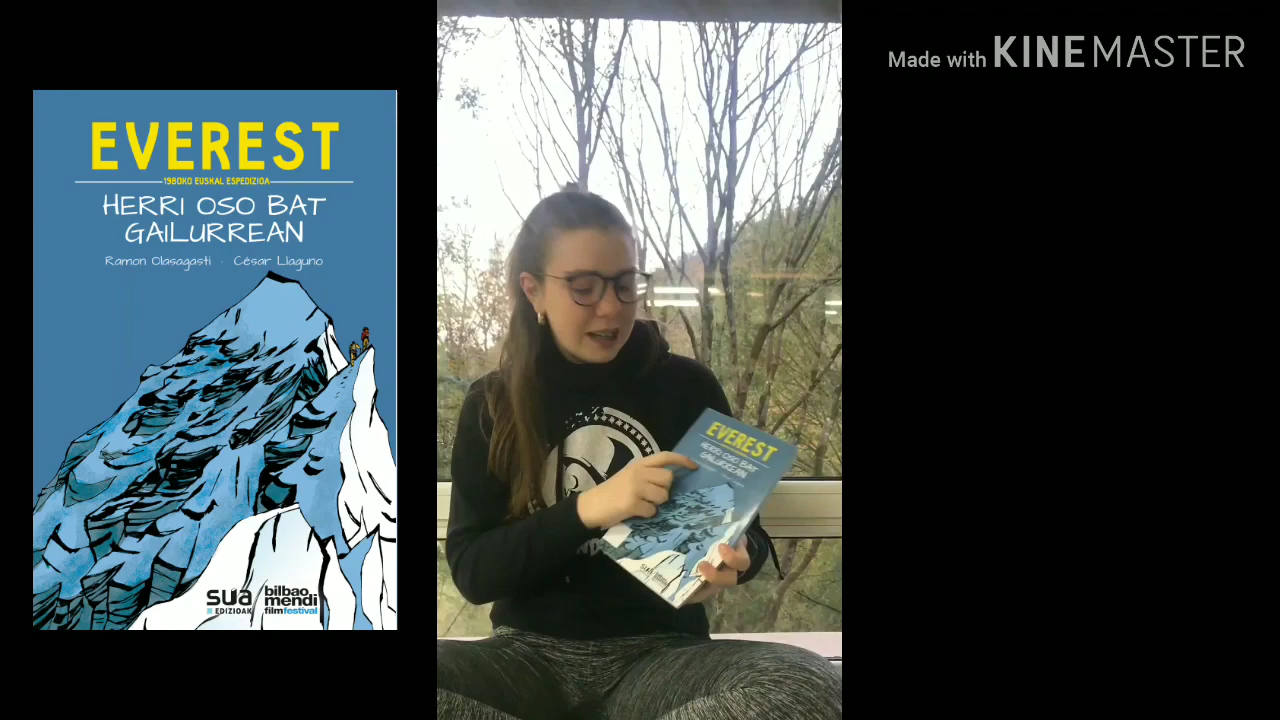 EVEREST
1980KO EUSKAL ESPEDIZIOA
HERRI OSO BAT
GAILURREAN
Ramon Olasagasti · César Llaguno
sua
EDIZIOAK
bilbao
mendi
filmfestival
Made with KINEMASTER
EVEREST
HERRI OSO BAT
GAILURREAN
sua